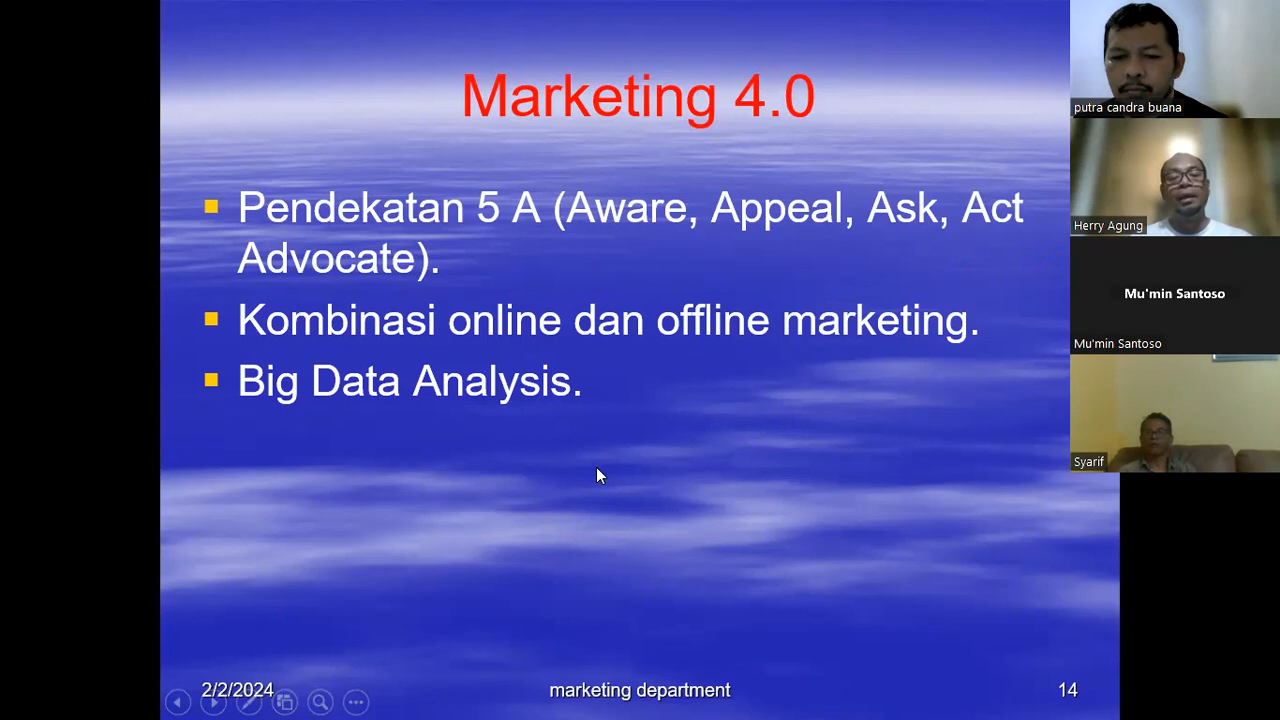 Marketing 4.0
Pendekatan 5 A (Aware, Appeal, Ask, Act
Advocate).
Kombinasi online dan offline marketing.
Big Data Analysis.
2/2/2024
marketing department
14
putra candra buana
Herry Agung
Mu'min Santoso
Mu'min Santoso
Syarif